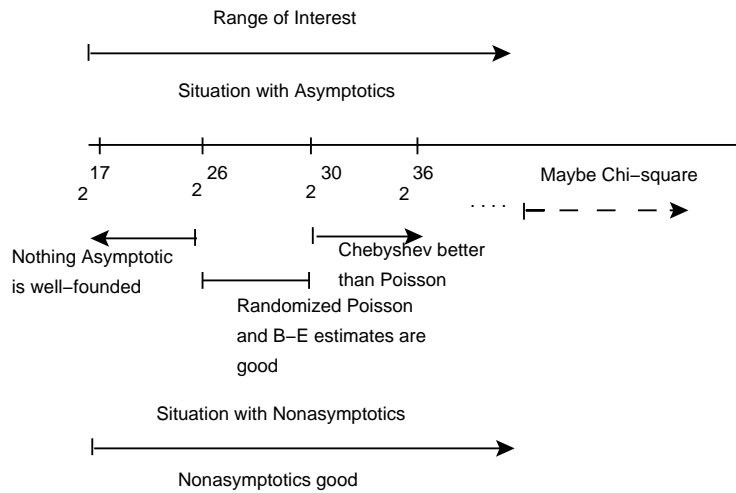 Range of Interest
Situation with Asymptotics
17 26 30 36
2 2 2 2
Maybe Chi−square
. . . .
Nothing Asymptotic
is well−founded
Chebyshev better
than Poisson
Randomized Poisson
and B−E estimates are
good
Situation with Nonasymptotics
Nonasymptotics good